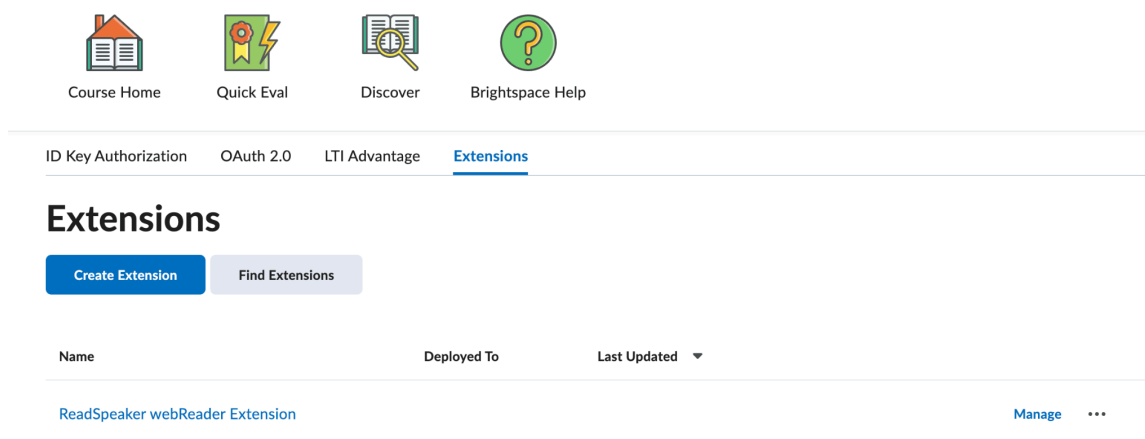 Course Home Quick Eval Discover Brightspace Help
ID Key Authorization OAuth 2.0 LTI Advantage Extensions
Extensions
Create Extension Find Extensions
Name Deployed To Last Updated
ReadSpeaker webReader Extension Manage